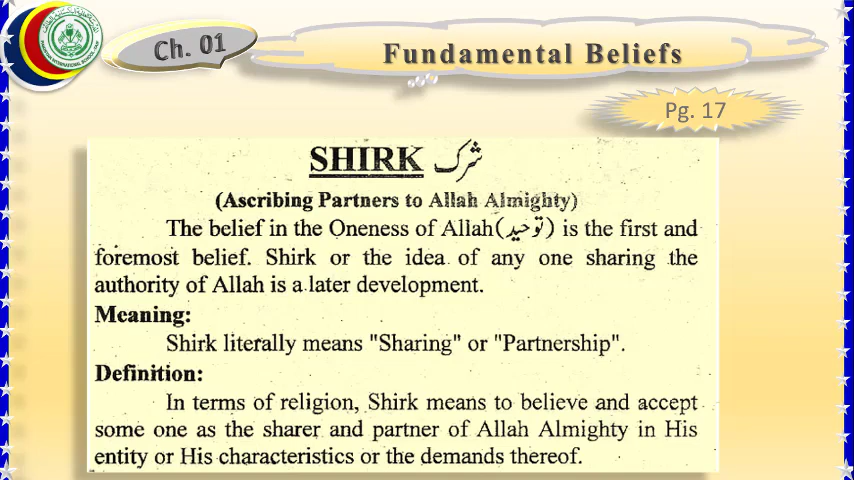 Ch. 01
Fundamental Beliefs
Pg. 17
SHIRK شرک
(Ascribing Partners to Allah Almighty)
The belief in the Oneness of Allah(توحید) is the first and
foremost belief. Shirk or the idea of any one sharing the
authority of Allah is a later development.
Meaning:
Shirk literally means "Sharing" or "Partnership".
Definition:
In terms of religion, Shirk means to believe and accept
some one as the sharer and partner of Allah Almighty in His
entity or His characteristics or the demands thereof.